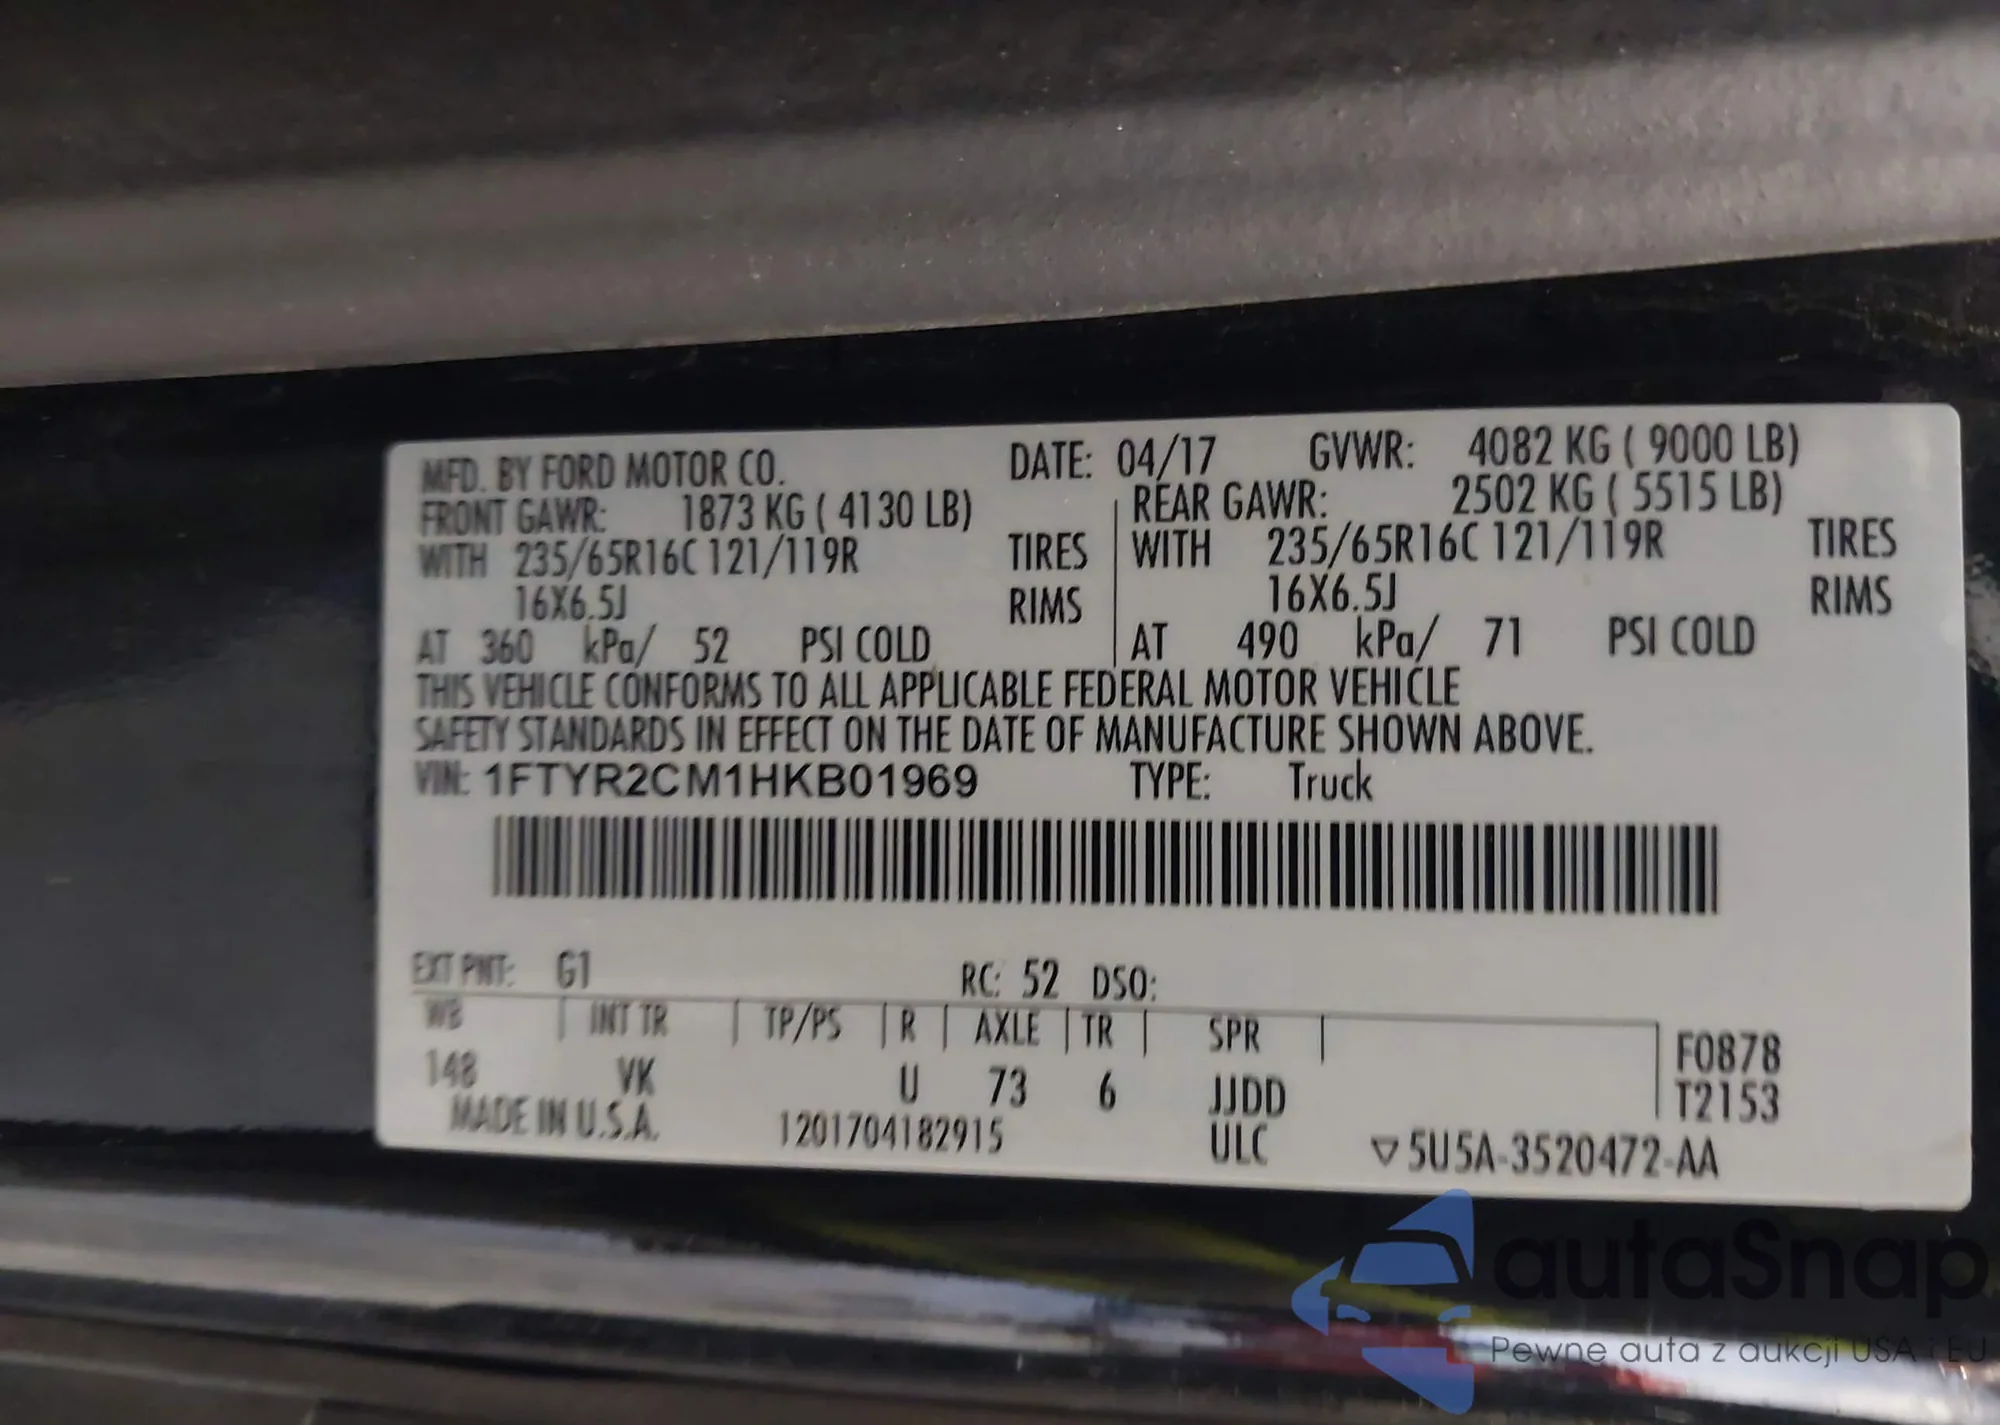 MFD. BY FORD MOTOR CO. DATE: 04/17 GVWR: 4082 KG ( 9000 LB)
FRONT GAWR: 1873 KG ( 4130 LB) REAR GAWR: 2502 KG ( 5515 LB)
WITH 235/65R16C 121/119R TIRES WITH 235/65R16C 121/119R TIRES
16X6.5J RIMS 16X6.5J RIMS
AT 360 kPa/ 52 PSI COLD AT 490 kPa/ 71 PSI COLD
THIS VEHICLE CONFORMS TO ALL APPLICABLE FEDERAL MOTOR VEHICLE
SAFETY STANDARDS IN EFFECT ON THE DATE OF MANUFACTURE SHOWN ABOVE.
VIN: 1FTYR2CM1HKB01969 TYPE: Truck
EXT PNT: G1 RC: 52 DSO:
WB INT TR TP/PS R AXLE TR SPR
F0878
148 VK U 73 6 JJDD T2153
MADE IN U.S.A. 1201704182915 ULC ▽5U5A-3520472-AA
autaSnap
Pewne auta z aukcji USA i EU